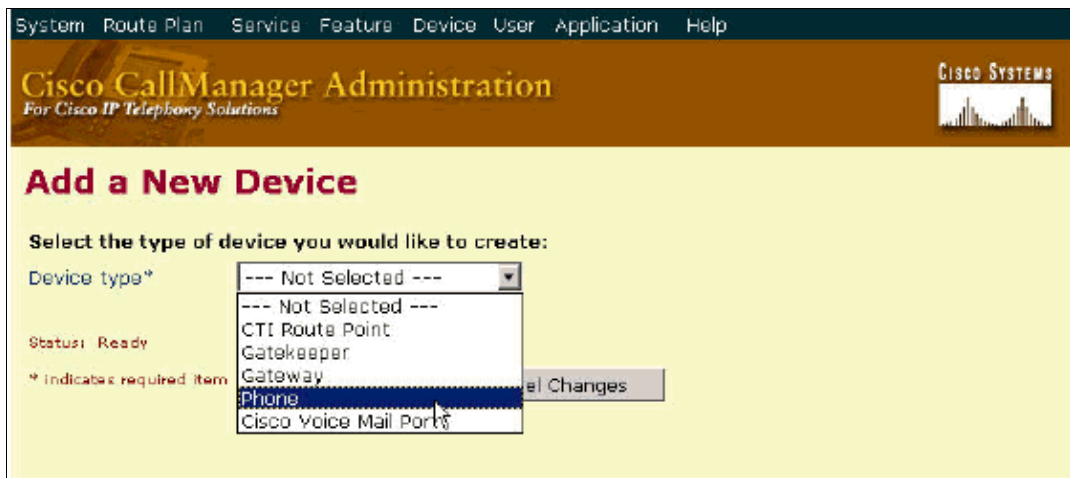 System Route Plan Service Feature Device User Application Help
Cisco CallManager Administration
For Cisco IP Telephony Solutions
CISCO SYSTEMS
Add a New Device
Select the type of device you would like to create:
Device type*
--- Not Selected ---
--- Not Selected ---
CTI Route Point
Gatekeeper
Gateway
Phone
Cisco Voice Mail Port
Status: Ready
* indicates required item
el Changes